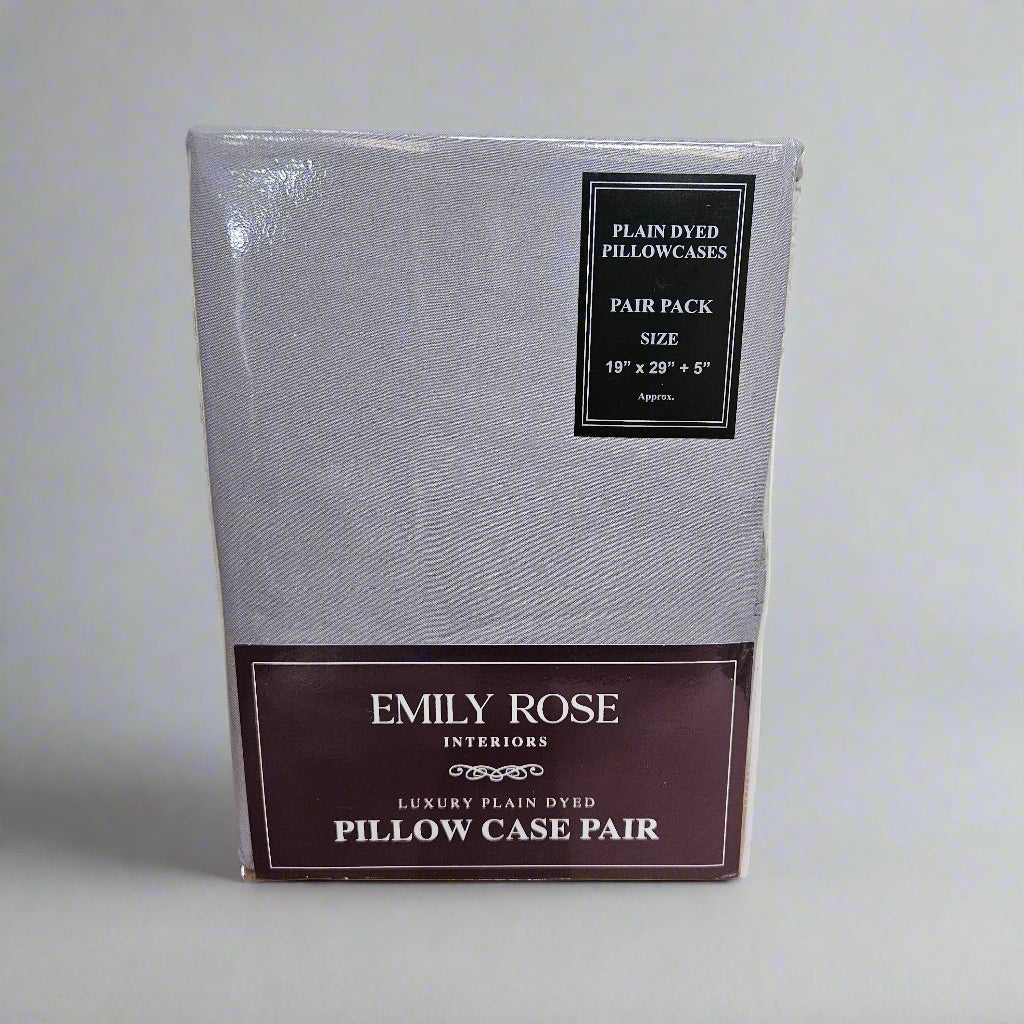 PLAIN DYED
PILLOWCASES
PAIR PACK
SIZE
19” x 29” + 5”
Approx.
EMILY ROSE
INTERIORS
LUXURY PLAIN DYED
PILLOW CASE PAIR